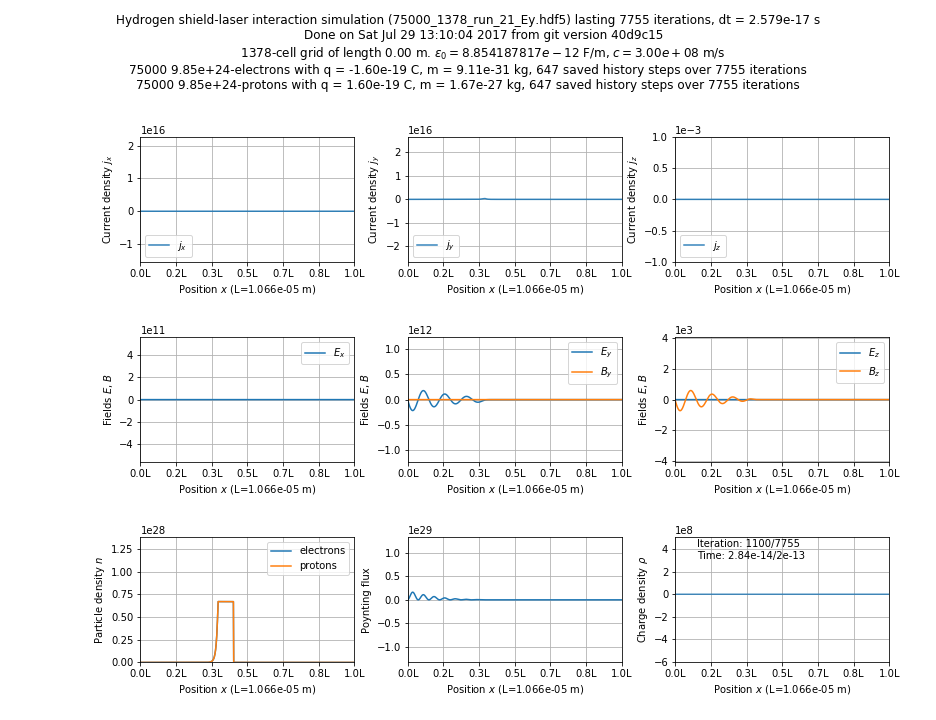 Hydrogen shield-laser interaction simulation (75000_1378_run_21_Ey.hdf5) lasting 7755 iterations, dt = 2.579e-17 s
Done on Sat Jul 29 13:10:04 2017 from git version 40d9c15
1378-cell grid of length 0.00 m. ε₀ = 8.854187817e − 12 F/m, c = 3.00e + 08 m/s
75000 9.85e+24-electrons with q = -1.60e-19 C, m = 9.11e-31 kg, 647 saved history steps over 7755 iterations
75000 9.85e+24-protons with q = 1.60e-19 C, m = 1.67e-27 kg, 647 saved history steps over 7755 iterations
1e16
Current density jₓ
2
1
0
−1
jₓ
0.0L 0.2L 0.3L 0.5L 0.7L 0.8L 1.0L
Position x (L=1.066e-05 m)
1e16
Current density j_y
2
1
0
−1
−2
j_y
0.0L 0.2L 0.3L 0.5L 0.7L 0.8L 1.0L
Position x (L=1.066e-05 m)
1e−3
Current density j_z
1.0
0.5
0.0
−0.5
−1.0
j_z
0.0L 0.2L 0.3L 0.5L 0.7L 0.8L 1.0L
Position x (L=1.066e-05 m)
1e11
Fields E, B
4
2
0
−2
−4
Eₓ
0.0L 0.2L 0.3L 0.5L 0.7L 0.8L 1.0L
Position x (L=1.066e-05 m)
1e12
Fields E, B
1.0
0.5
0.0
−0.5
−1.0
E_y
B_y
0.0L 0.2L 0.3L 0.5L 0.7L 0.8L 1.0L
Position x (L=1.066e-05 m)
1e3
Fields E, B
4
2
0
−2
−4
E_z
B_z
0.0L 0.2L 0.3L 0.5L 0.7L 0.8L 1.0L
Position x (L=1.066e-05 m)
1e28
Particle density n
1.25
1.00
0.75
0.50
0.25
0.00
electrons
protons
0.0L 0.2L 0.3L 0.5L 0.7L 0.8L 1.0L
Position x (L=1.066e-05 m)
1e29
Poynting flux
1.0
0.5
0.0
−0.5
−1.0
0.0L 0.2L 0.3L 0.5L 0.7L 0.8L 1.0L
Position x (L=1.066e-05 m)
1e8
Charge density ρ
4
2
0
−2
−4
−6
Iteration: 1100/7755
Time: 2.84e-14/2e-13
0.0L 0.2L 0.3L 0.5L 0.7L 0.8L 1.0L
Position x (L=1.066e-05 m)